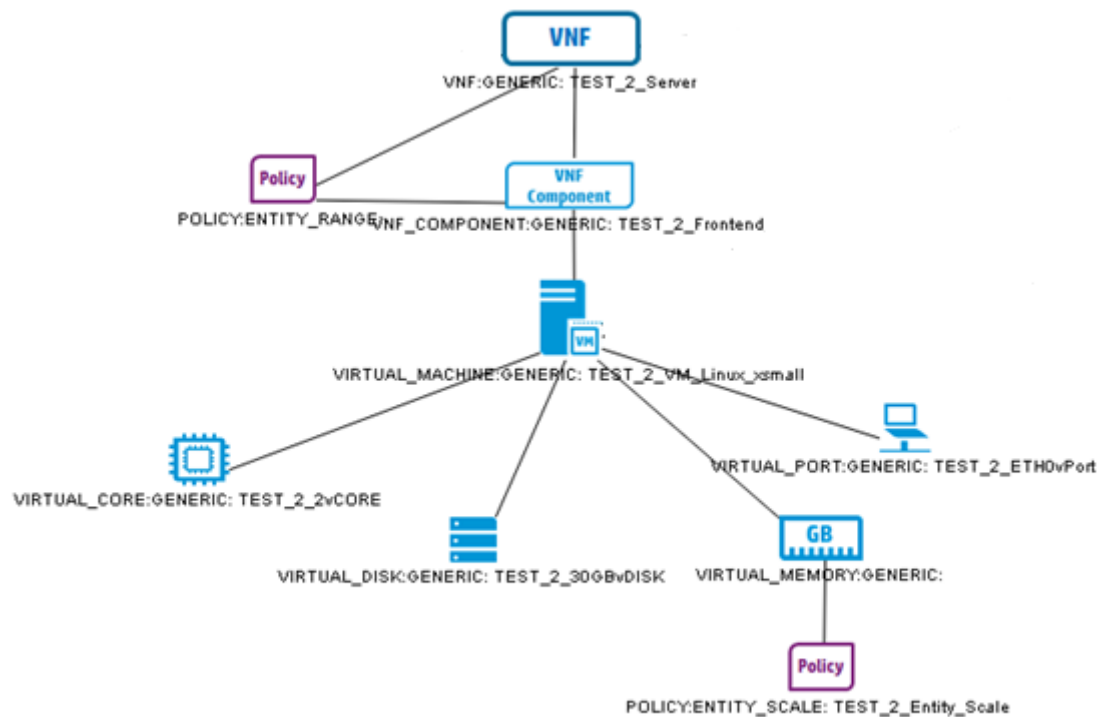 VNF
VNF:GENERIC: TEST_2_Server
Policy
POLICY:ENTITY_RANGE
VNF
Component
VNF_COMPONENT:GENERIC: TEST_2_Frontend
VM
VIRTUAL_MACHINE:GENERIC: TEST_2_VM_Linux_xsmall
VIRTUAL_PORT:GENERIC: TEST_2_ETH0vPort
VIRTUAL_CORE:GENERIC: TEST_2_2vCORE
VIRTUAL_DISK:GENERIC: TEST_2_30GBvDISK
GB
VIRTUAL_MEMORY:GENERIC:
Policy
POLICY:ENTITY_SCALE: TEST_2_Entity_Scale